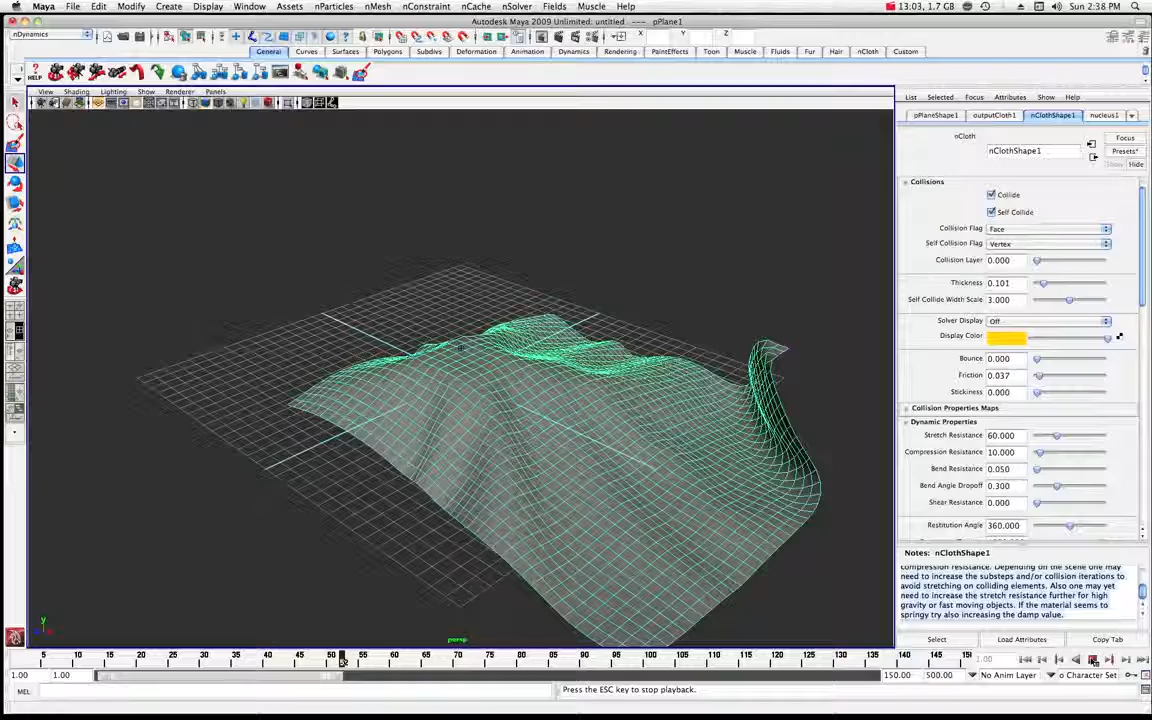 Maya File Edit Modify Create Display Window Assets nParticles nMesh nConstraint nCache nSolver Fields Muscle Help 13:03, 1.7 GB Sun 2:38 PM
Autodesk Maya 2009 Unlimited: untitled --- pPlane1
nDynamics X Y Z
General Curves Surfaces Polygons Subdivs Deformation Animation Dynamics Rendering PaintEffects Toon Muscle Fluids Fur Hair nCloth Custom
HELP
View Shading Lighting Show Renderer Panels
List Selected Focus Attributes Show Help
pPlaneShape1 outputCloth1 nClothShape1 nucleus1
nCloth nClothShape1
Focus
Presets*
Show Hide
Collisions
Collide
Self Collide
Collision Flag Face
Self Collision Flag Vertex
Collision Layer 0.000
Thickness 0.101
Self Collide Width Scale 3.000
Solver Display Off
Display Color
Bounce 0.000
Friction 0.037
Stickiness 0.000
Collision Properties Maps
Dynamic Properties
Stretch Resistance 60.000
Compression Resistance 10.000
Bend Resistance 0.050
Bend Angle Dropoff 0.300
Shear Resistance 0.000
Restitution Angle 360.000
Notes: nClothShape1
compression resistance. Depending on the scene one may
need to increase the substeps and/or collision iterations to
avoid stretching on colliding elements. Also one may yet
need to increase the stretch resistance further for high
gravity or fast moving objects. If the material seems to
springy try also increasing the damp value.
Select Load Attributes Copy Tab
y
persp
5 10 15 20 25 30 35 40 45 50 55 60 65 70 75 80 85 90 95 100 105 110 115 120 125 130 135 140 145 150 1.00
1.00 1.00 150.00 500.00 No Anim Layer o Character Set
MEL Press the ESC key to stop playback.